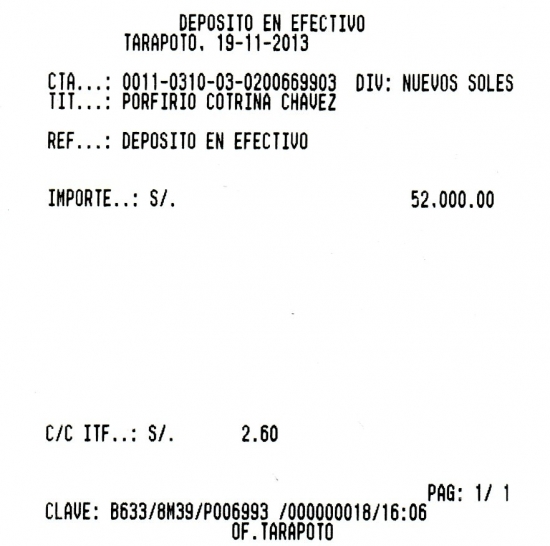 DEPOSITO EN EFECTIVO
TARAPOTO, 19-11-2013
CTA...: 0011-0310-03-0200669903 DIV: NUEVOS SOLES
TIT...: PORFIRIO COTRINA CHAVEZ
REF...: DEPOSITO EN EFECTIVO
IMPORTE..: S/. 52,000.00
C/C ITF..: S/. 2.60
PAG: 1/ 1
CLAVE: B633/8M39/P006993 /000000018/16:06
OF.TARAPOTO